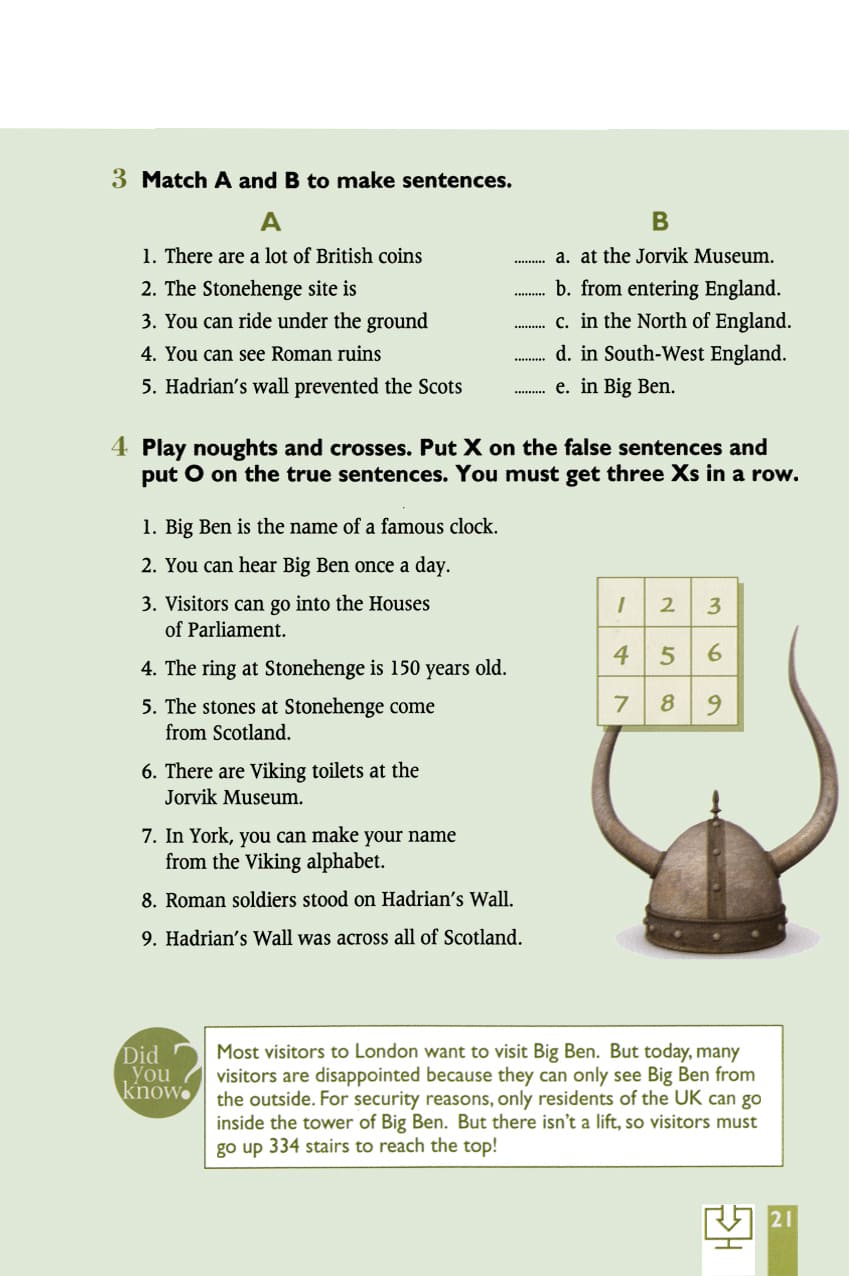 3 Match A and B to make sentences.
A B
1. There are a lot of British coins ......... a. at the Jorvik Museum.
2. The Stonehenge site is ......... b. from entering England.
3. You can ride under the ground ......... c. in the North of England.
4. You can see Roman ruins ......... d. in South-West England.
5. Hadrian's wall prevented the Scots ......... e. in Big Ben.
4 Play noughts and crosses. Put X on the false sentences and
put O on the true sentences. You must get three Xs in a row.
1. Big Ben is the name of a famous clock.
2. You can hear Big Ben once a day.
3. Visitors can go into the Houses
of Parliament.
4. The ring at Stonehenge is 150 years old.
5. The stones at Stonehenge come
from Scotland.
6. There are Viking toilets at the
Jorvik Museum.
7. In York, you can make your name
from the Viking alphabet.
8. Roman soldiers stood on Hadrian's Wall.
9. Hadrian's Wall was across all of Scotland.
1 2 3
4 5 6
7 8 9
Did
you
know?
Most visitors to London want to visit Big Ben. But today, many
visitors are disappointed because they can only see Big Ben from
the outside. For security reasons, only residents of the UK can go
inside the tower of Big Ben. But there isn't a lift, so visitors must
go up 334 stairs to reach the top!
21